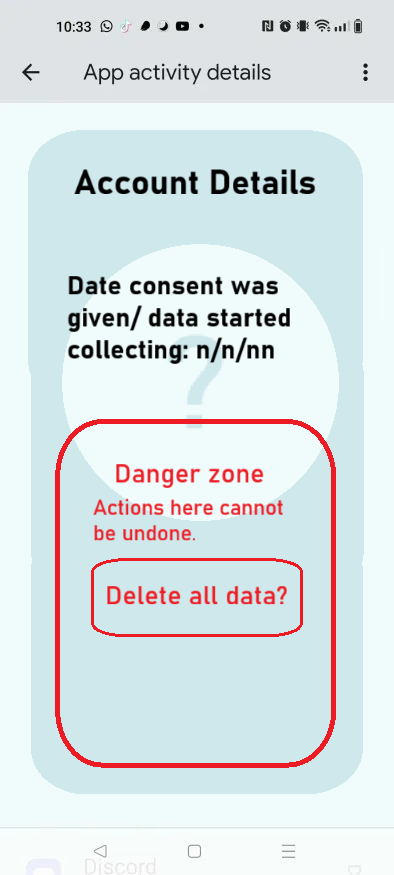 10:33
App activity details
Account Details
Date consent was
given/ data started
collecting: n/n/nn
?
Danger zone
Actions here cannot
be undone.
Delete all data?
Discord